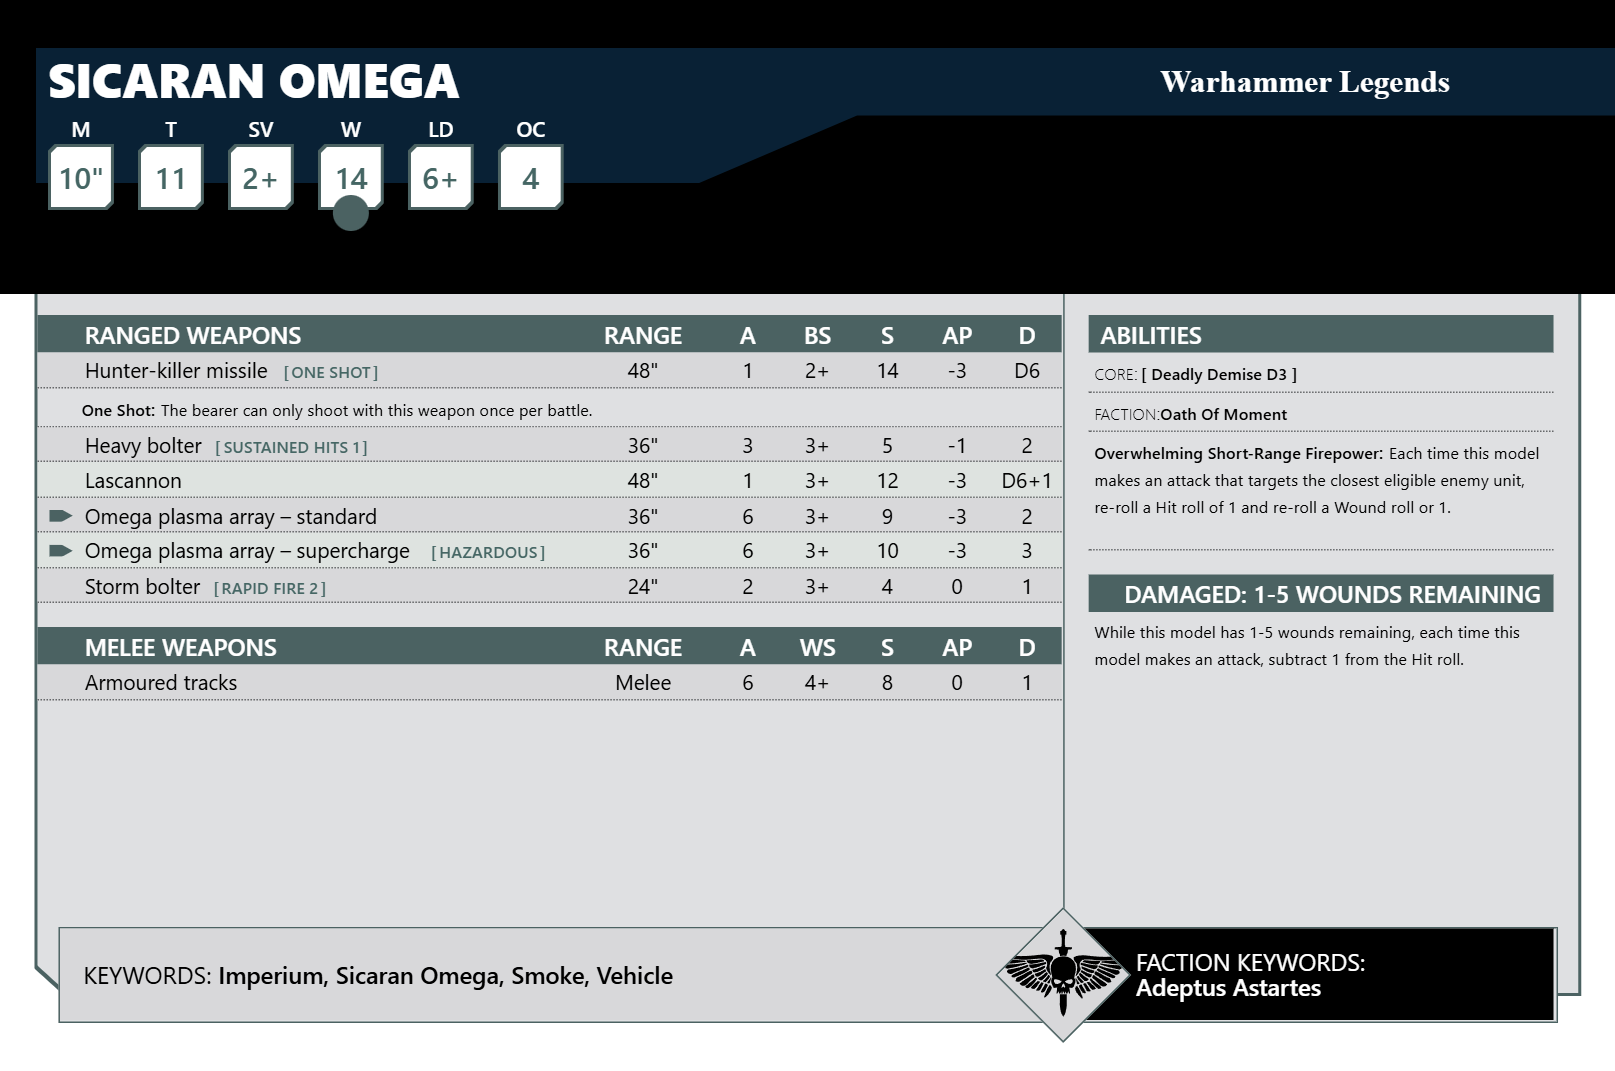 SICARAN OMEGA
Warhammer Legends
M T SV W LD OC
10" 11 2+ 14 6+ 4
RANGED WEAPONS RANGE A BS S AP D
Hunter-killer missile [ONE SHOT] 48" 1 2+ 14 -3 D6
One Shot: The bearer can only shoot with this weapon once per battle.
Heavy bolter [SUSTAINED HITS 1] 36" 3 3+ 5 -1 2
Lascannon 48" 1 3+ 12 -3 D6+1
Omega plasma array – standard 36" 6 3+ 9 -3 2
Omega plasma array – supercharge [HAZARDOUS] 36" 6 3+ 10 -3 3
Storm bolter [RAPID FIRE 2] 24" 2 3+ 4 0 1
MELEE WEAPONS RANGE A WS S AP D
Armoured tracks Melee 6 4+ 8 0 1
ABILITIES
CORE: [ Deadly Demise D3 ]
FACTION:Oath Of Moment
Overwhelming Short-Range Firepower: Each time this model
makes an attack that targets the closest eligible enemy unit,
re-roll a Hit roll of 1 and re-roll a Wound roll or 1.
DAMAGED: 1-5 WOUNDS REMAINING
While this model has 1-5 wounds remaining, each time this
model makes an attack, subtract 1 from the Hit roll.
KEYWORDS: Imperium, Sicaran Omega, Smoke, Vehicle
FACTION KEYWORDS:
Adeptus Astartes